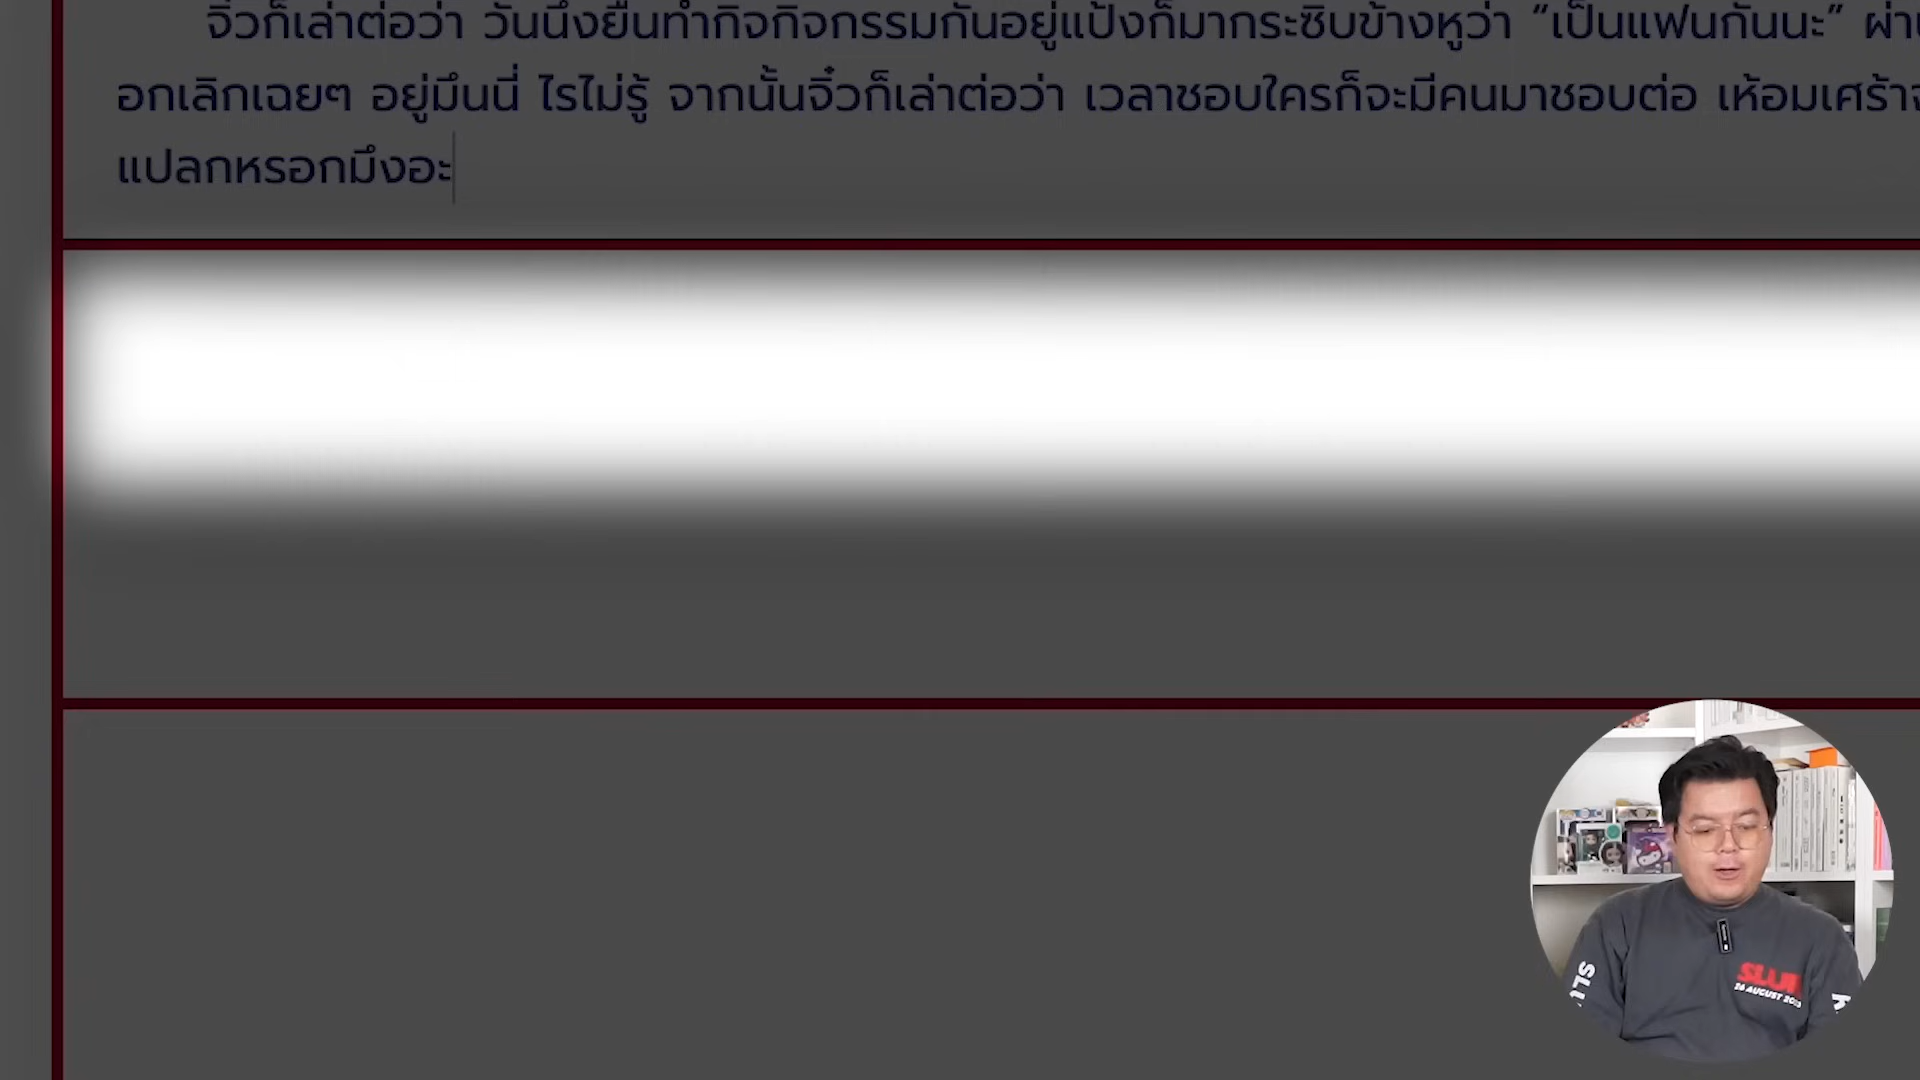 จิ๋วก็เล่าต่อว่า วันนึงยืนทำกิจกิจกรรมกันอยู่แป้งก็มากระซิบข้างหูว่า “เป็นแฟนกันนะ”
อกเลิกเฉยๆ อยู่มึนนี่ ไรไม่รู้ จากนั้นจิ๋วก็เล่าต่อว่า เวลาชอบใครก็จะมีคนมาชอบต่อ เห้อมเศร้า
แปลกหรอกมึงอะ
SLUR
26 AUGUST
SLU